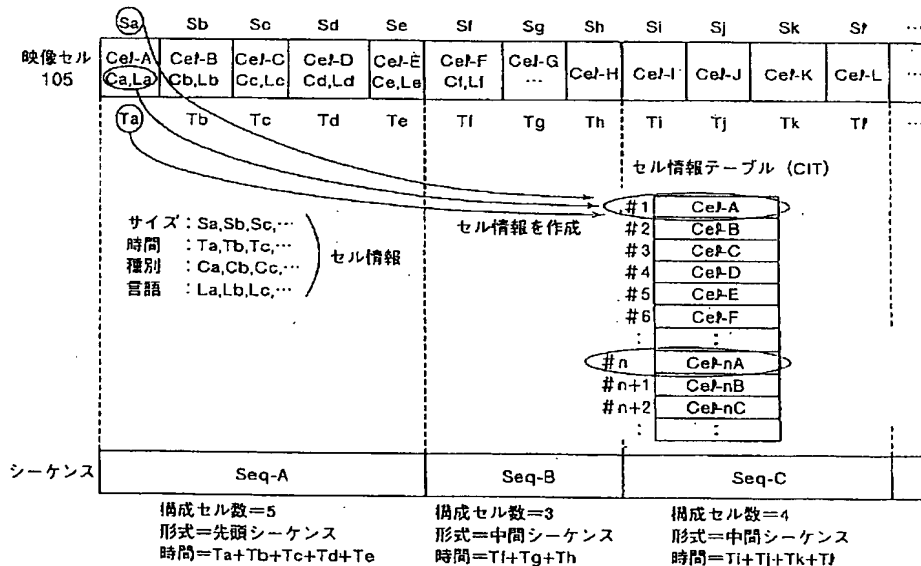 Sa Sb Sc Sd Se Sf Sg Sh Si Sj Sk Sℓ …
映像セル 105
Ceℓ-A Ceℓ-B Ceℓ-C Ceℓ-D Ceℓ-E Ceℓ-F Ceℓ-G Ceℓ-H Ceℓ-I Ceℓ-J Ceℓ-K Ceℓ-L …
Ca,La Cb,Lb Cc,Lc Cd,Ld Ce,Le Cf,Lf …
Ta Tb Tc Td Te Tf Tg Th Ti Tj Tk Tℓ …
セル情報テーブル (CIT)
サイズ：Sa,Sb,Sc,…
時間 ：Ta,Tb,Tc,…
種別 ：Ca,Cb,Cc,…
言語 ：La,Lb,Lc,…
セル情報
セル情報を作成
#1 Ceℓ-A
#2 Ceℓ-B
#3 Ceℓ-C
#4 Ceℓ-D
#5 Ceℓ-E
#6 Ceℓ-F
： ：
#n Ceℓ-nA
#n+1 Ceℓ-nB
#n+2 Ceℓ-nC
： ：
シーケンス Seq-A Seq-B Seq-C
構成セル数=5
形式=先頭シーケンス
時間=Ta+Tb+Tc+Td+Te
構成セル数=3
形式=中間シーケンス
時間=Tf+Tg+Th
構成セル数=4
形式=中間シーケンス
時間=Ti+Tj+Tk+Tℓ